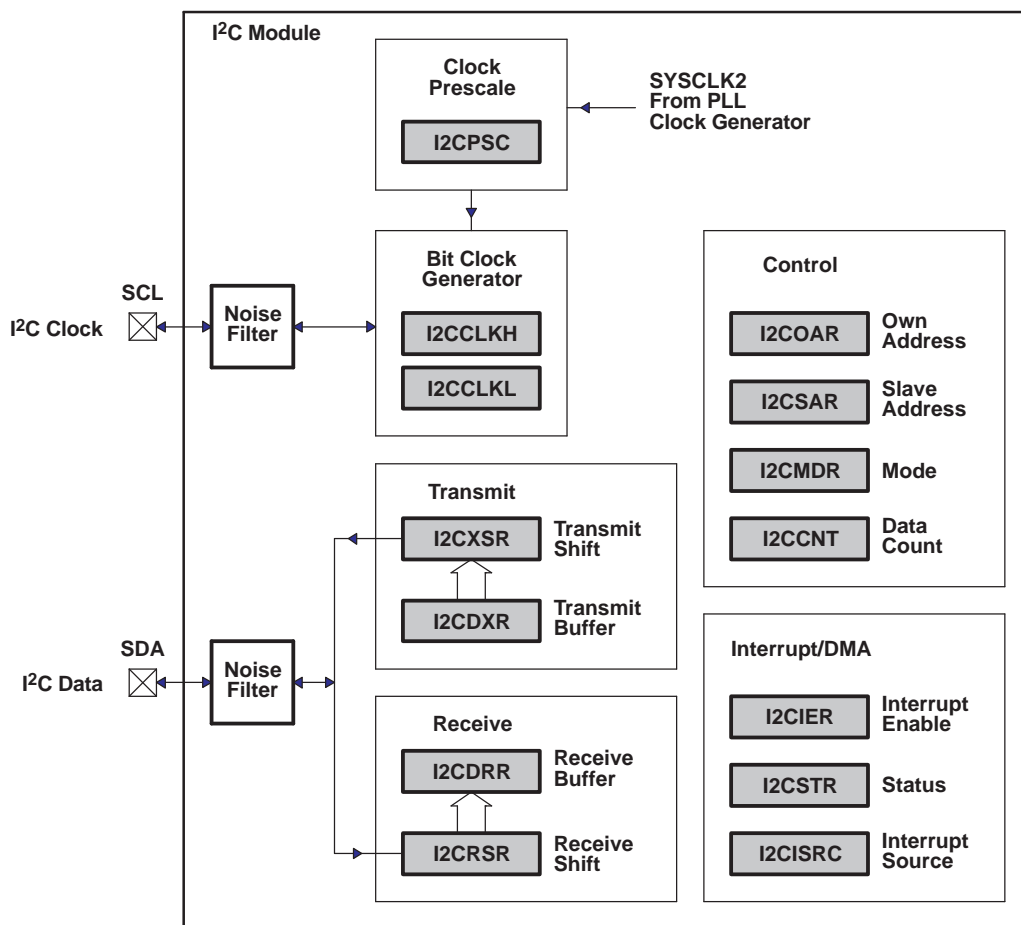 I²C Module
Clock
Prescale
I2CPSC
SYSCLK2
From PLL
Clock Generator
Bit Clock
Generator
I2CCLKH
I2CCLKL
SCL
I²C Clock
Noise
Filter
Control
I2COAR
Own
Address
I2CSAR
Slave
Address
I2CMDR
Mode
I2CCNT
Data
Count
Transmit
I2CXSR
Transmit
Shift
I2CDXR
Transmit
Buffer
SDA
I²C Data
Noise
Filter
Receive
I2CDRR
Receive
Buffer
I2CRSR
Receive
Shift
Interrupt/DMA
I2CIER
Interrupt
Enable
I2CSTR
Status
I2CISRC
Interrupt
Source